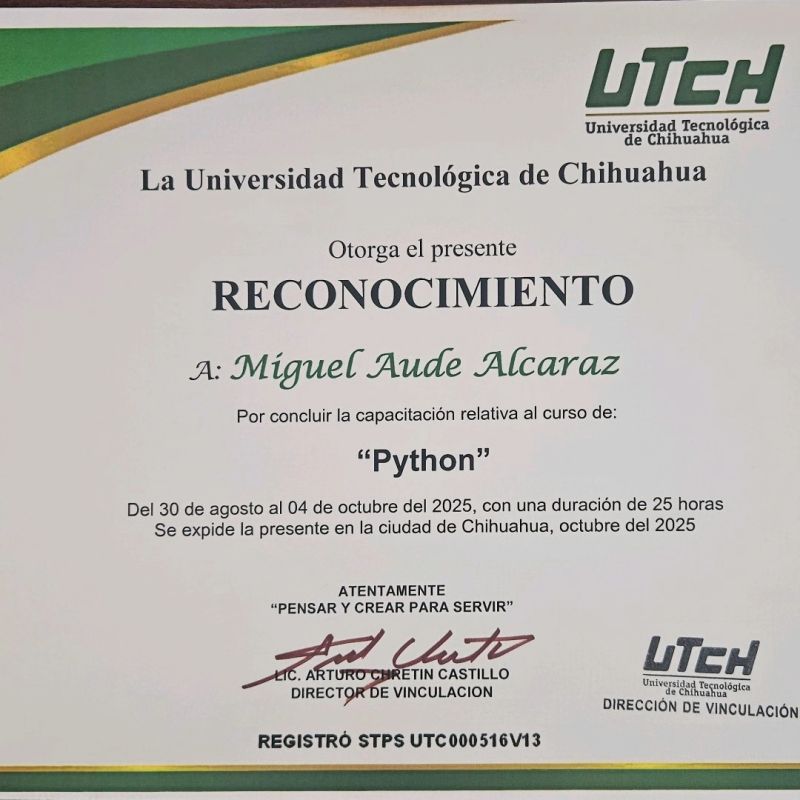 UTCH
Universidad Tecnológica
de Chihuahua
La Universidad Tecnológica de Chihuahua
Otorga el presente
RECONOCIMIENTO
A: Miguel Aude Alcaraz
Por concluir la capacitación relativa al curso de:
“Python”
Del 30 de agosto al 04 de octubre del 2025, con una duración de 25 horas
Se expide la presente en la ciudad de Chihuahua, octubre del 2025
ATENTAMENTE
“PENSAR Y CREAR PARA SERVIR”
LIC. ARTURO CHRETIN CASTILLO
DIRECTOR DE VINCULACION
UTCH
Universidad Tecnológica
de Chihuahua
DIRECCIÓN DE VINCULACIÓN
REGISTRÓ STPS UTC000516V13